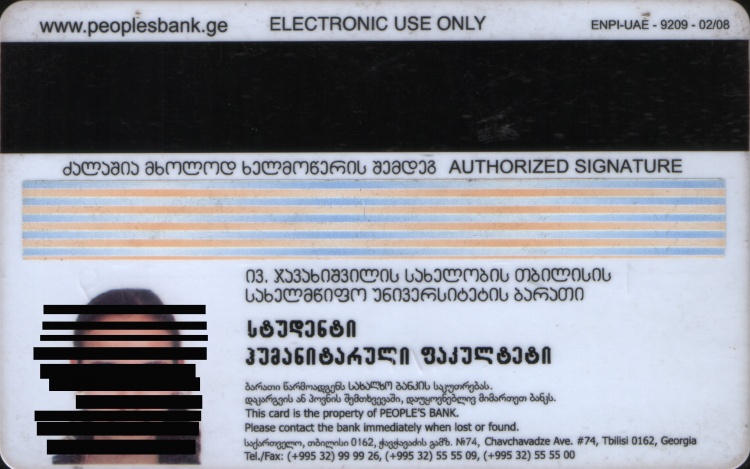 www.peoplesbank.ge ELECTRONIC USE ONLY ENPI-UAE - 9209 - 02/08
ძალაშია მხოლოდ ხელმოწერის შემდეგ AUTHORIZED SIGNATURE
ივ. ჯავახიშვილის სახელობის თბილისის
სახელმწიფო უნივერსიტეტის ბარათი
სტუდენტი
ჰუმანიტარული ფაკულტეტი
ბარათი წარმოადგენს სახალხო ბანკის საკუთრებას.
დაკარგვის ან პოვნის შემთხვევაში, დაუყოვნებლივ მიმართეთ ბანკს.
This card is the property of PEOPLE'S BANK.
Please contact the bank immediately when lost or found.
საქართველო, თბილისი 0162, ჭავჭავაძის გამზ. №74, Chavchavadze Ave. #74, Tbilisi 0162, Georgia
Tel./Fax: (+995 32) 99 99 26, (+995 32) 55 55 09, (+995 32) 55 55 00